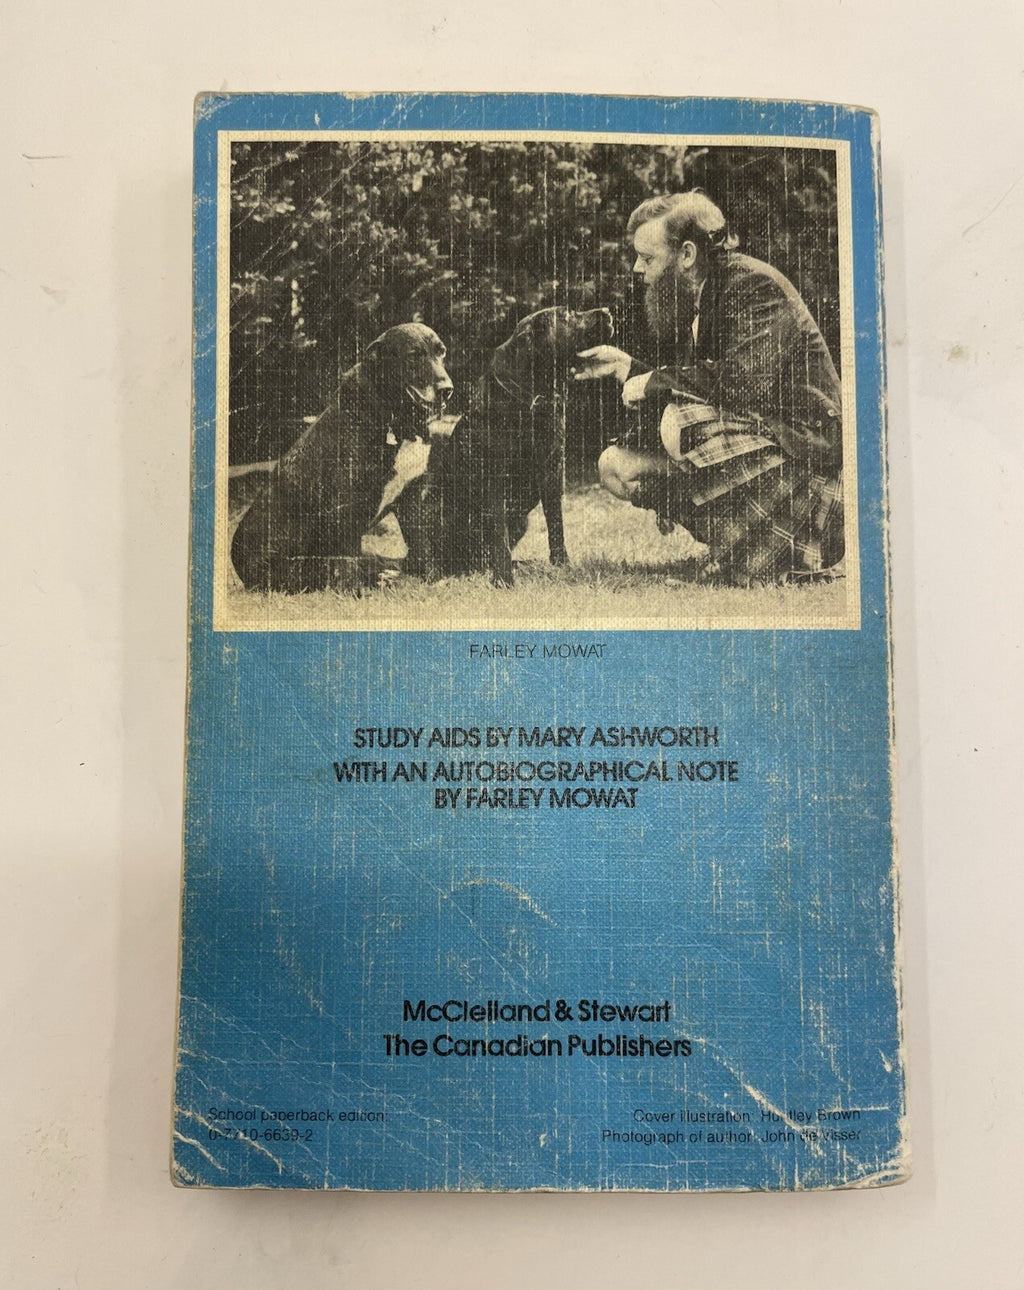 FARLEY MOWAT
STUDY AIDS BY MARY ASHWORTH
WITH AN AUTOBIOGRAPHICAL NOTE
BY FARLEY MOWAT
McClelland & Stewart
The Canadian Publishers
School paperback edition:
0-7710-6639-2
Cover illustration: Huntley Brown
Photograph of author: John de Visser